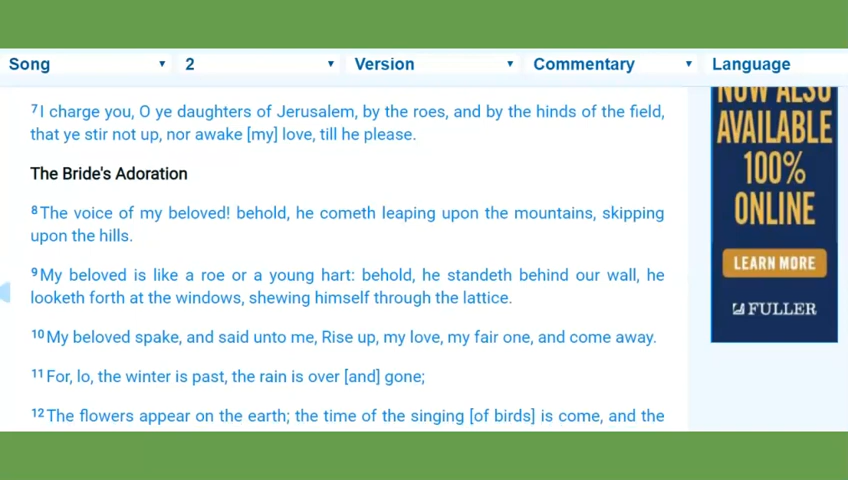 Song 2 Version Commentary Language
7I charge you, O ye daughters of Jerusalem, by the roes, and by the hinds of the field,
that ye stir not up, nor awake [my] love, till he please.
The Bride's Adoration
8The voice of my beloved! behold, he cometh leaping upon the mountains, skipping
upon the hills.
9My beloved is like a roe or a young hart: behold, he standeth behind our wall, he
looketh forth at the windows, shewing himself through the lattice.
10My beloved spake, and said unto me, Rise up, my love, my fair one, and come away.
11For, lo, the winter is past, the rain is over [and] gone;
12The flowers appear on the earth; the time of the singing [of birds] is come, and the
NOW ALSO
AVAILABLE
100%
ONLINE
LEARN MORE
FULLER